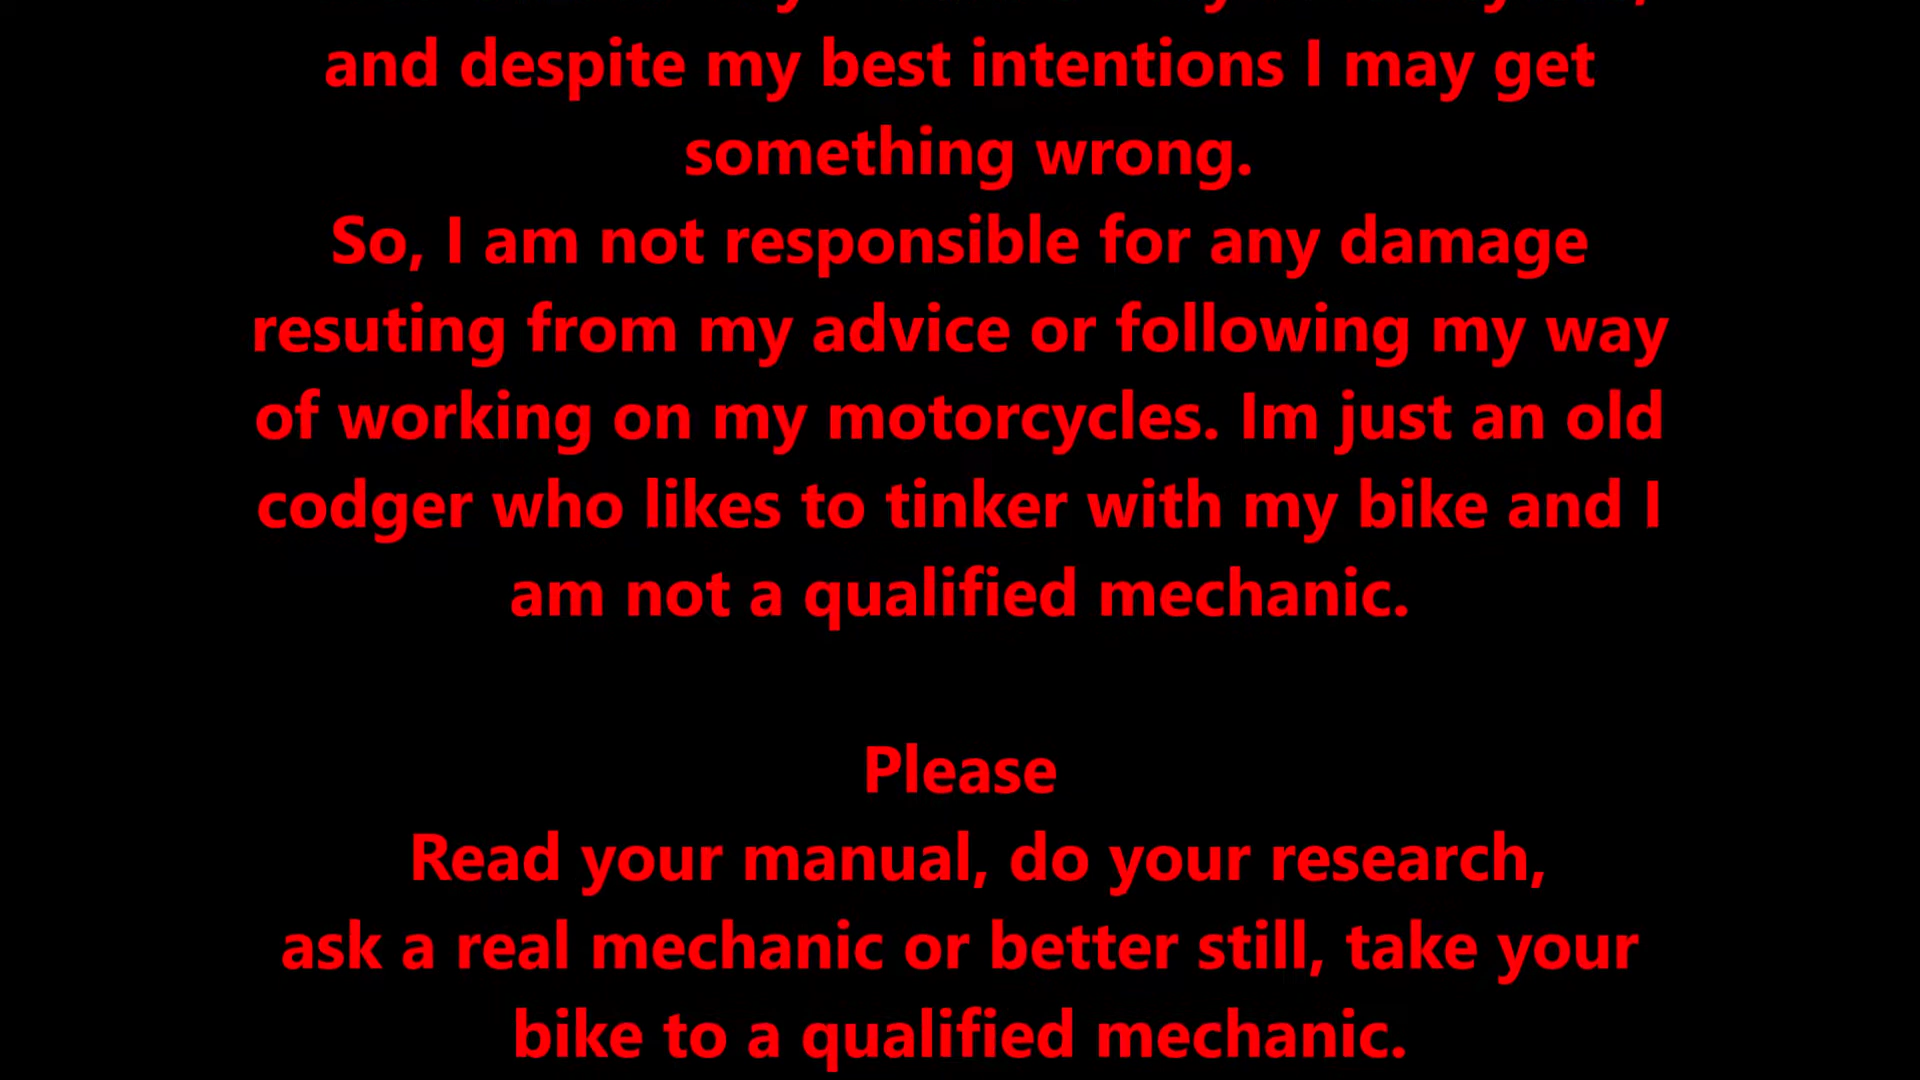 and despite my best intentions I may get
something wrong.
So, I am not responsible for any damage
resuting from my advice or following my way
of working on my motorcycles. Im just an old
codger who likes to tinker with my bike and I
am not a qualified mechanic.
Please
Read your manual, do your research,
ask a real mechanic or better still, take your
bike to a qualified mechanic.